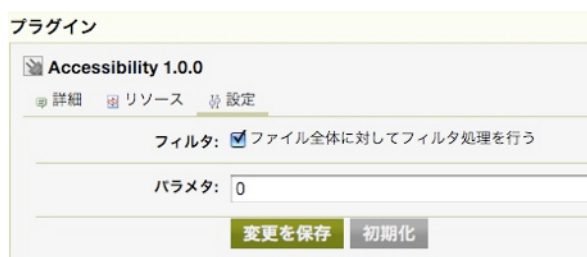 プラグイン
Accessibility 1.0.0
詳細 リソース 設定
フィルタ: ファイル全体に対してフィルタ処理を行う
パラメタ: 0
変更を保存 初期化